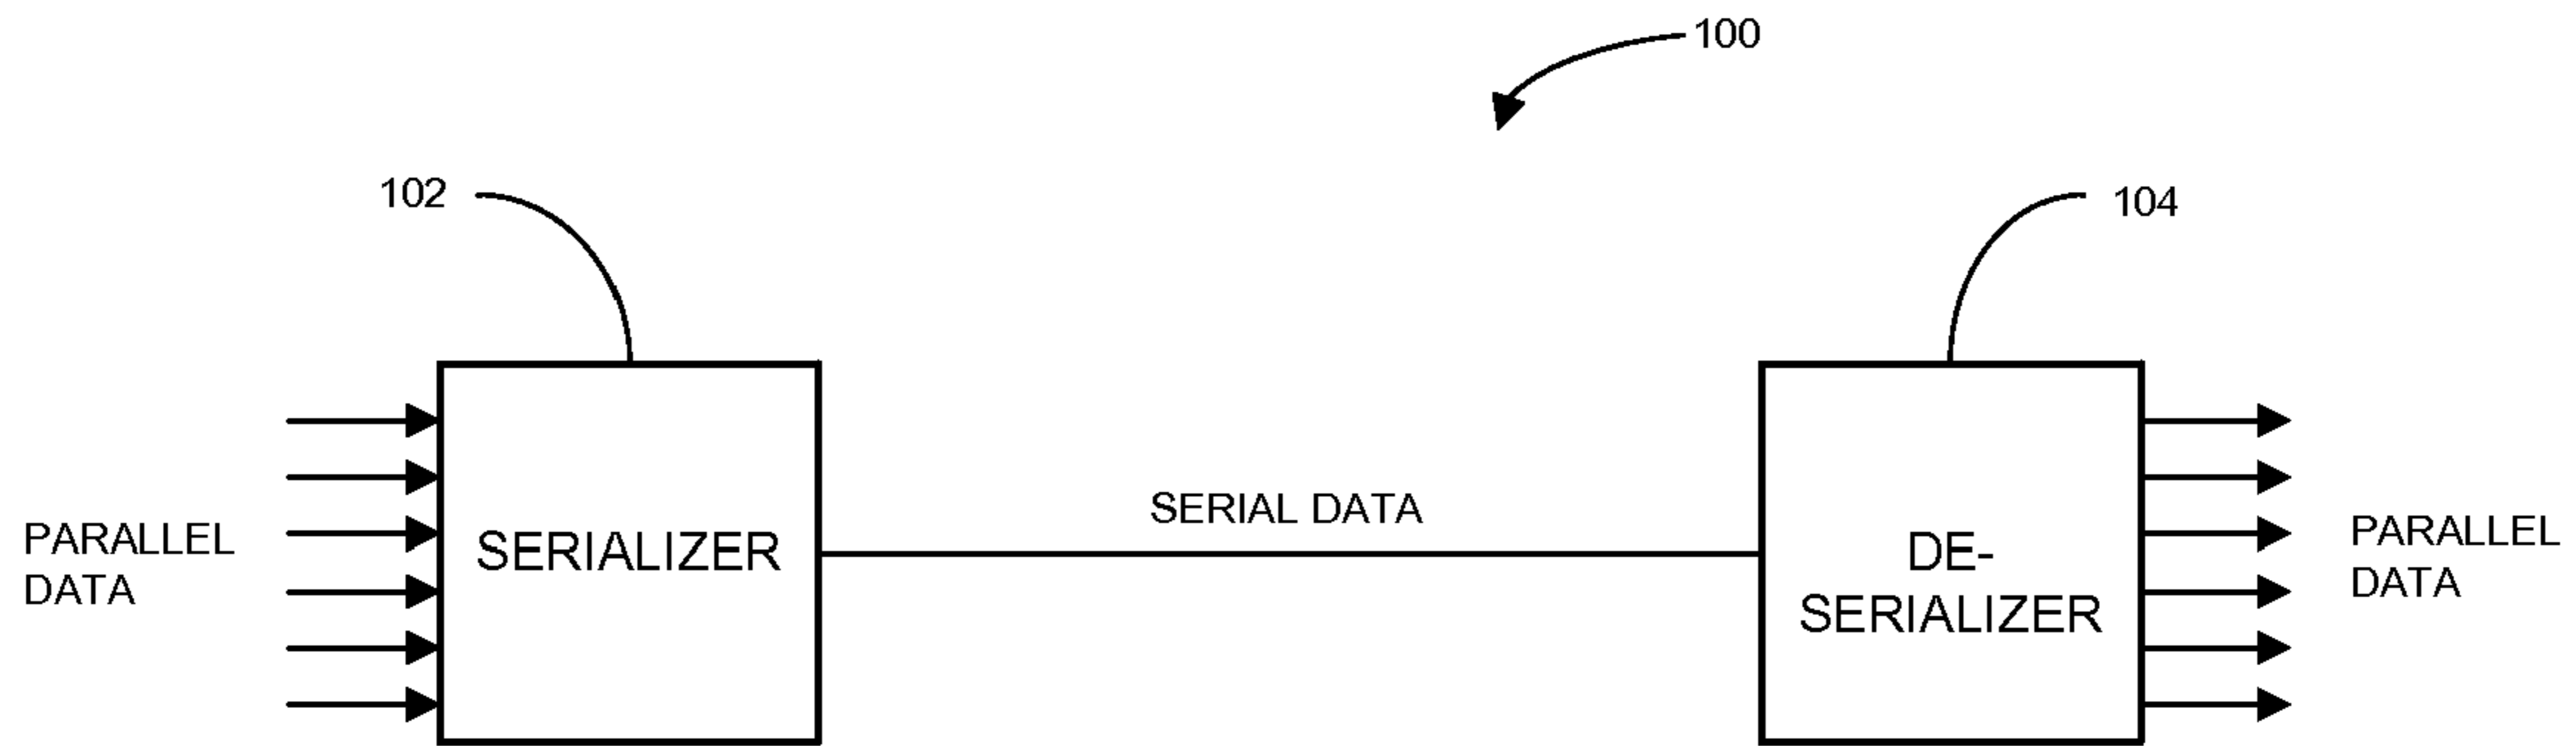 100
102
104
PARALLEL
DATA
SERIALIZER
SERIAL DATA
DE-
SERIALIZER
PARALLEL
DATA